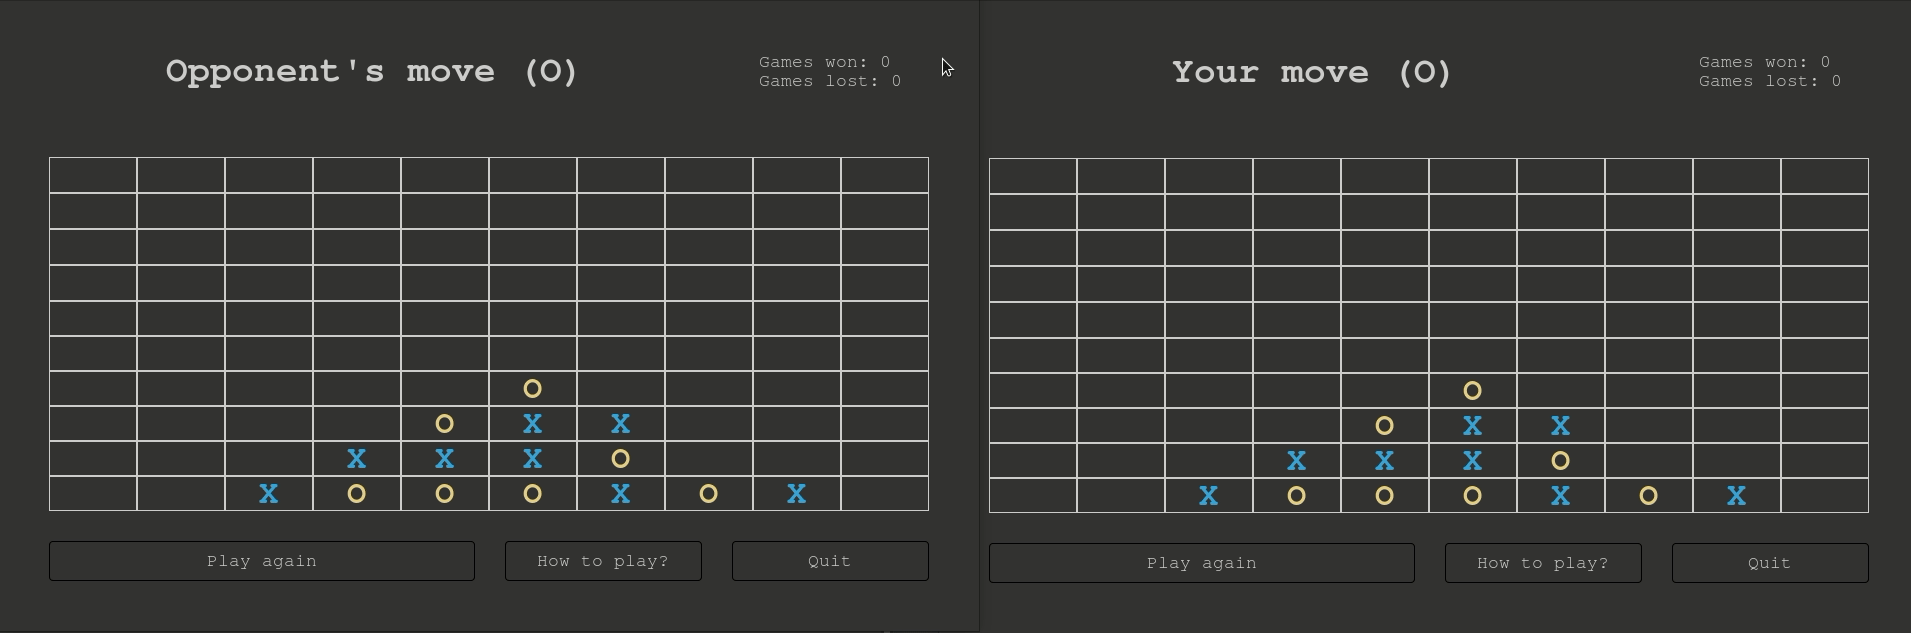 Opponent's move (O)
Games won: 0
Games lost: 0
O
O X X
X X X O
X O O O X O X
Play again
How to play?
Quit
Your move (O)
Games won: 0
Games lost: 0
O
O X X
X X X O
X O O O X O X
Play again
How to play?
Quit